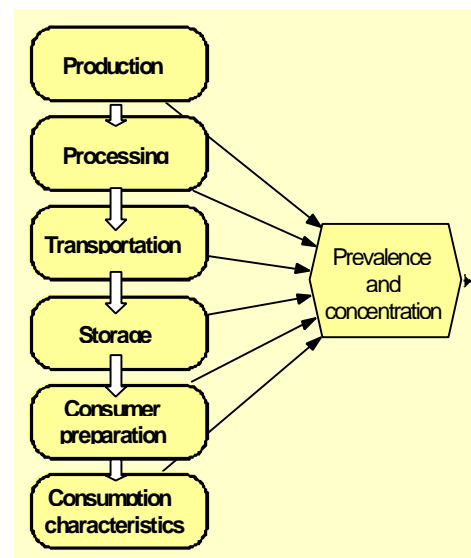 Production
Processing
Transportation
Storage
Consumer
preparation
Consumption
characteristics
Prevalence
and
concentration